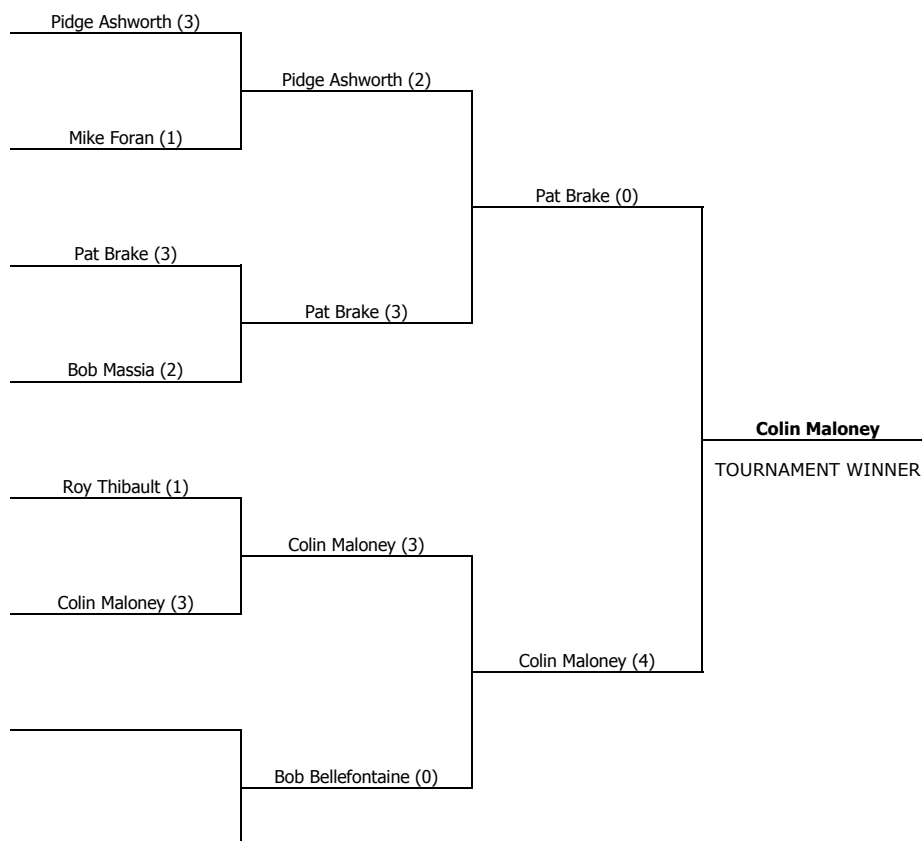 Pidge Ashworth (3)
Pidge Ashworth (2)
Mike Foran (1)
Pat Brake (0)
Pat Brake (3)
Pat Brake (3)
Bob Massia (2)
Colin Maloney
TOURNAMENT WINNER
Roy Thibault (1)
Colin Maloney (3)
Colin Maloney (3)
Colin Maloney (4)
Bob Bellefontaine (0)